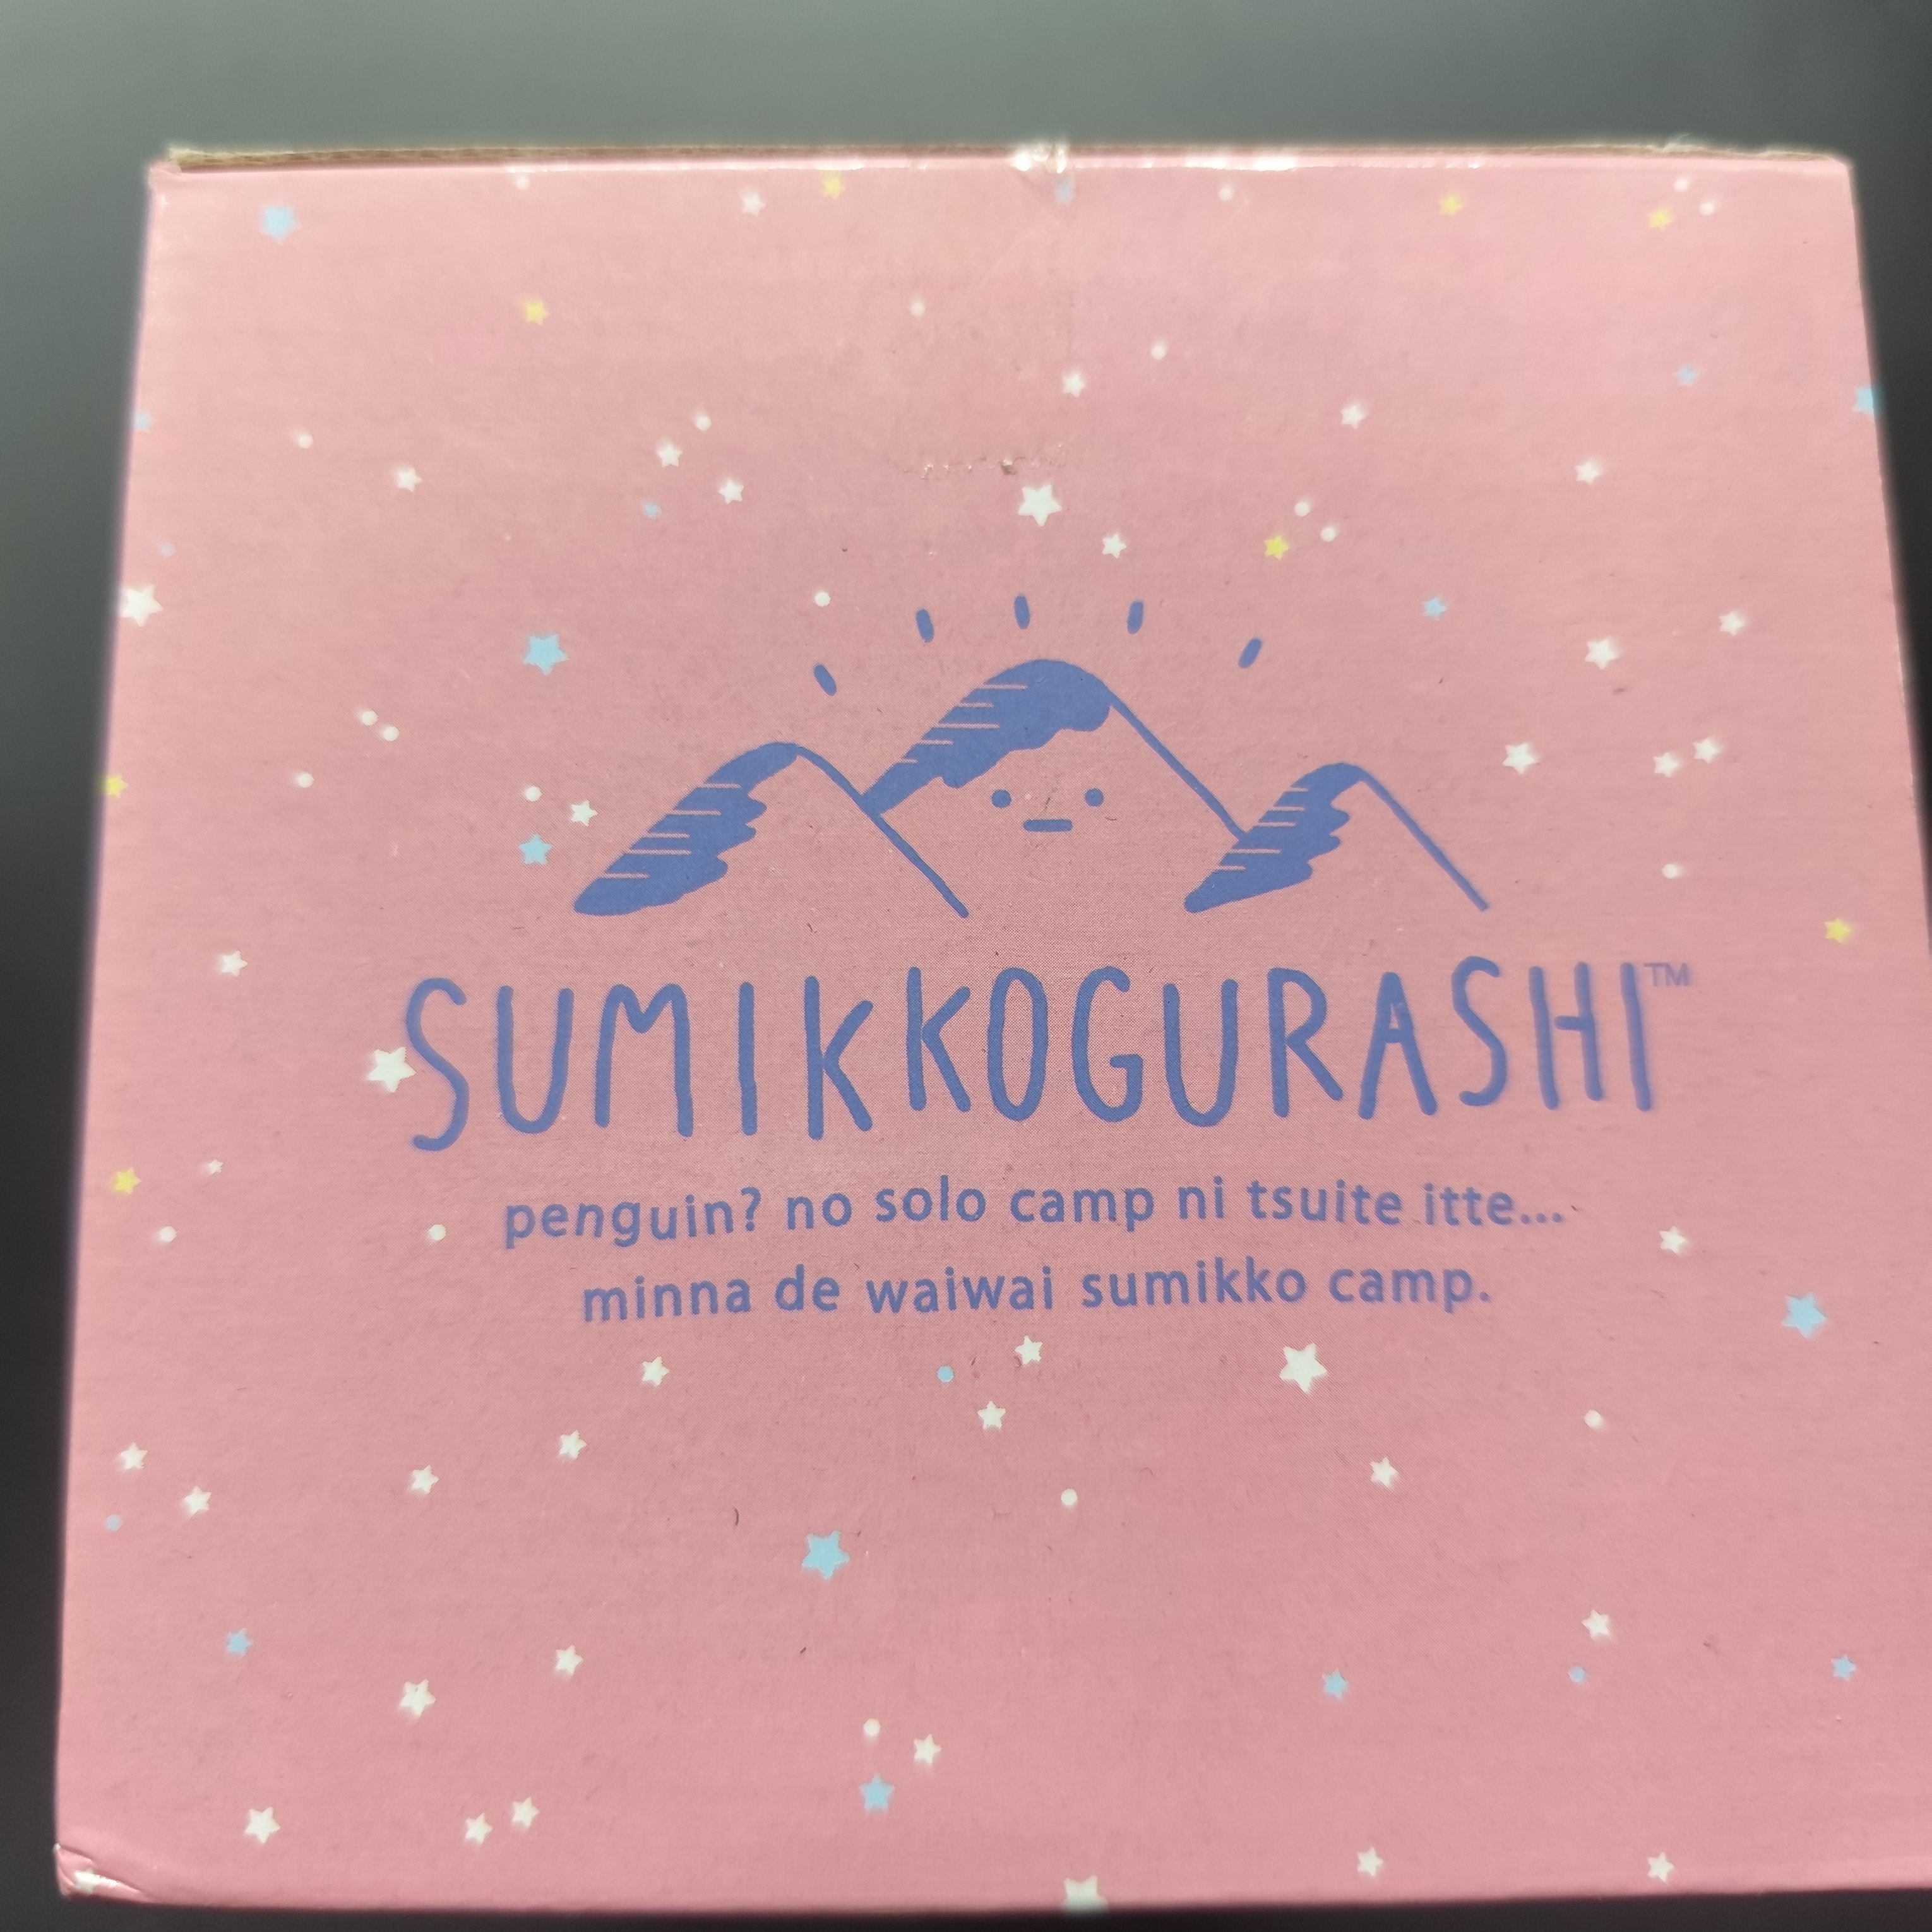 SUMIKKOGURASHI™
penguin? no solo camp ni tsuite itte...
minna de waiwai sumikko camp.